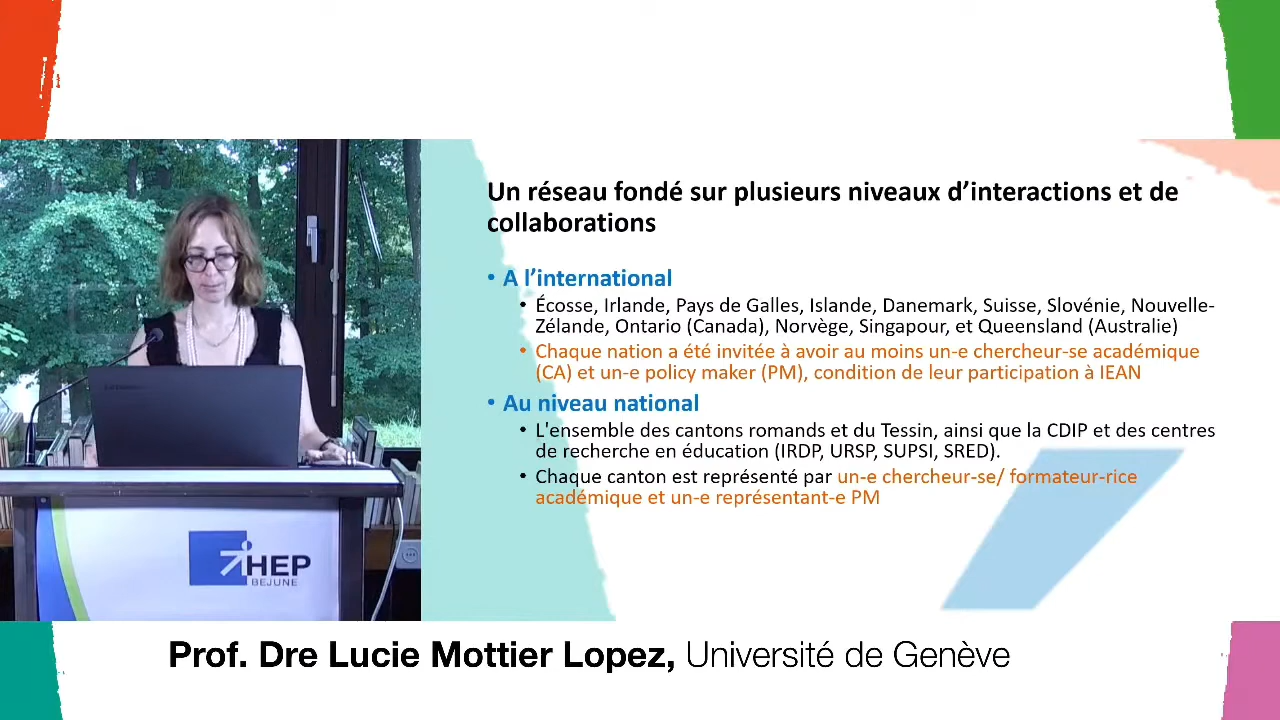 Un réseau fondé sur plusieurs niveaux d’interactions et de
collaborations
• A l’international
• Écosse, Irlande, Pays de Galles, Islande, Danemark, Suisse, Slovénie, Nouvelle-
Zélande, Ontario (Canada), Norvège, Singapour, et Queensland (Australie)
• Chaque nation a été invitée à avoir au moins un-e chercheur-se académique
(CA) et un-e policy maker (PM), condition de leur participation à IEAN
• Au niveau national
• L'ensemble des cantons romands et du Tessin, ainsi que la CDIP et des centres
de recherche en éducation (IRDP, URSP, SUPSI, SRED).
• Chaque canton est représenté par un-e chercheur-se/ formateur-rice
académique et un-e représentant-e PM
HEP
BEJUNE
Prof. Dre Lucie Mottier Lopez, Université de Genève